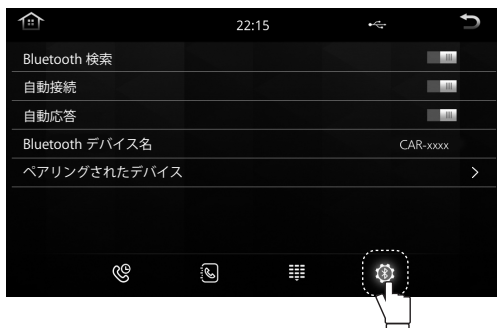 22:15
Bluetooth 検索
自動接続
自動応答
Bluetooth デバイス名 CAR-xxxx
ペアリングされたデバイス